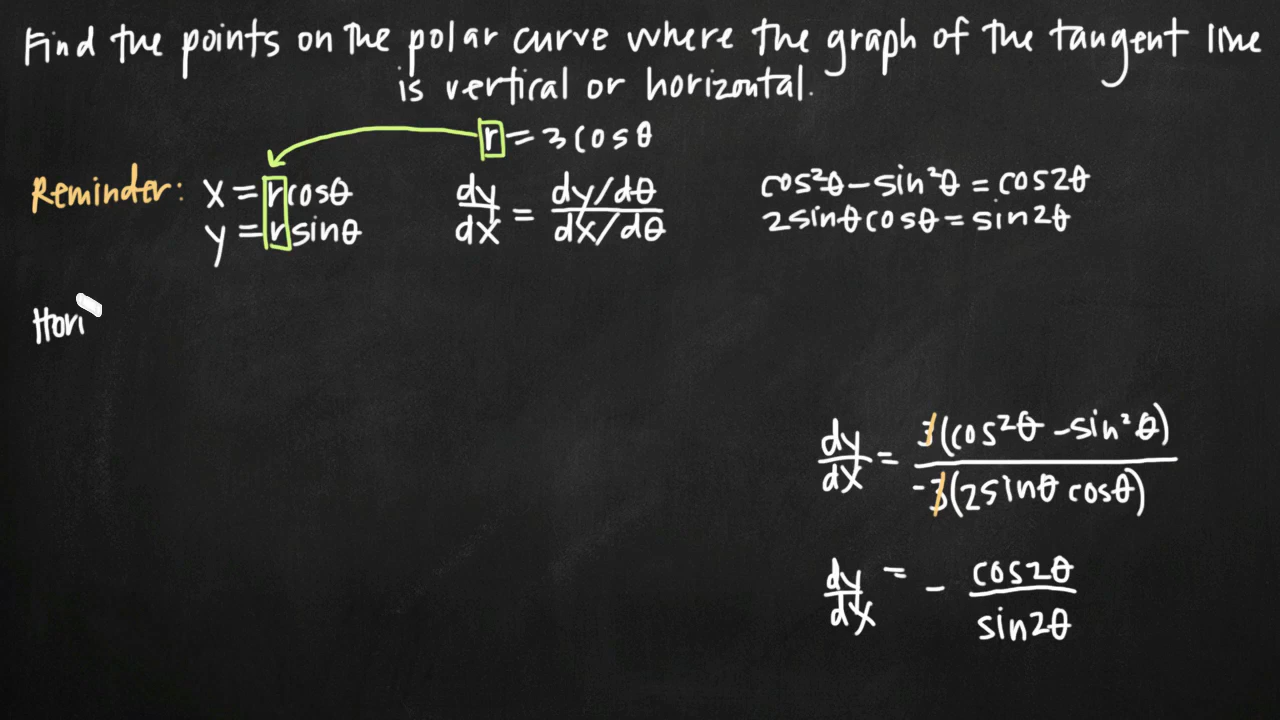 Find the points on the polar curve where the graph of the tangent line
is vertical or horizontal.
r = 3cosθ
Reminder: x = rcosθ
y = rsinθ
dy/dx = (dy/dθ)/(dx/dθ)
cos²θ - sin²θ = cos2θ
2sinθcosθ = sin2θ
Hori
dy/dx = 3(cos²θ - sin²θ)/-3(2sinθ cosθ)
dy/dx = - cos2θ/sin2θ